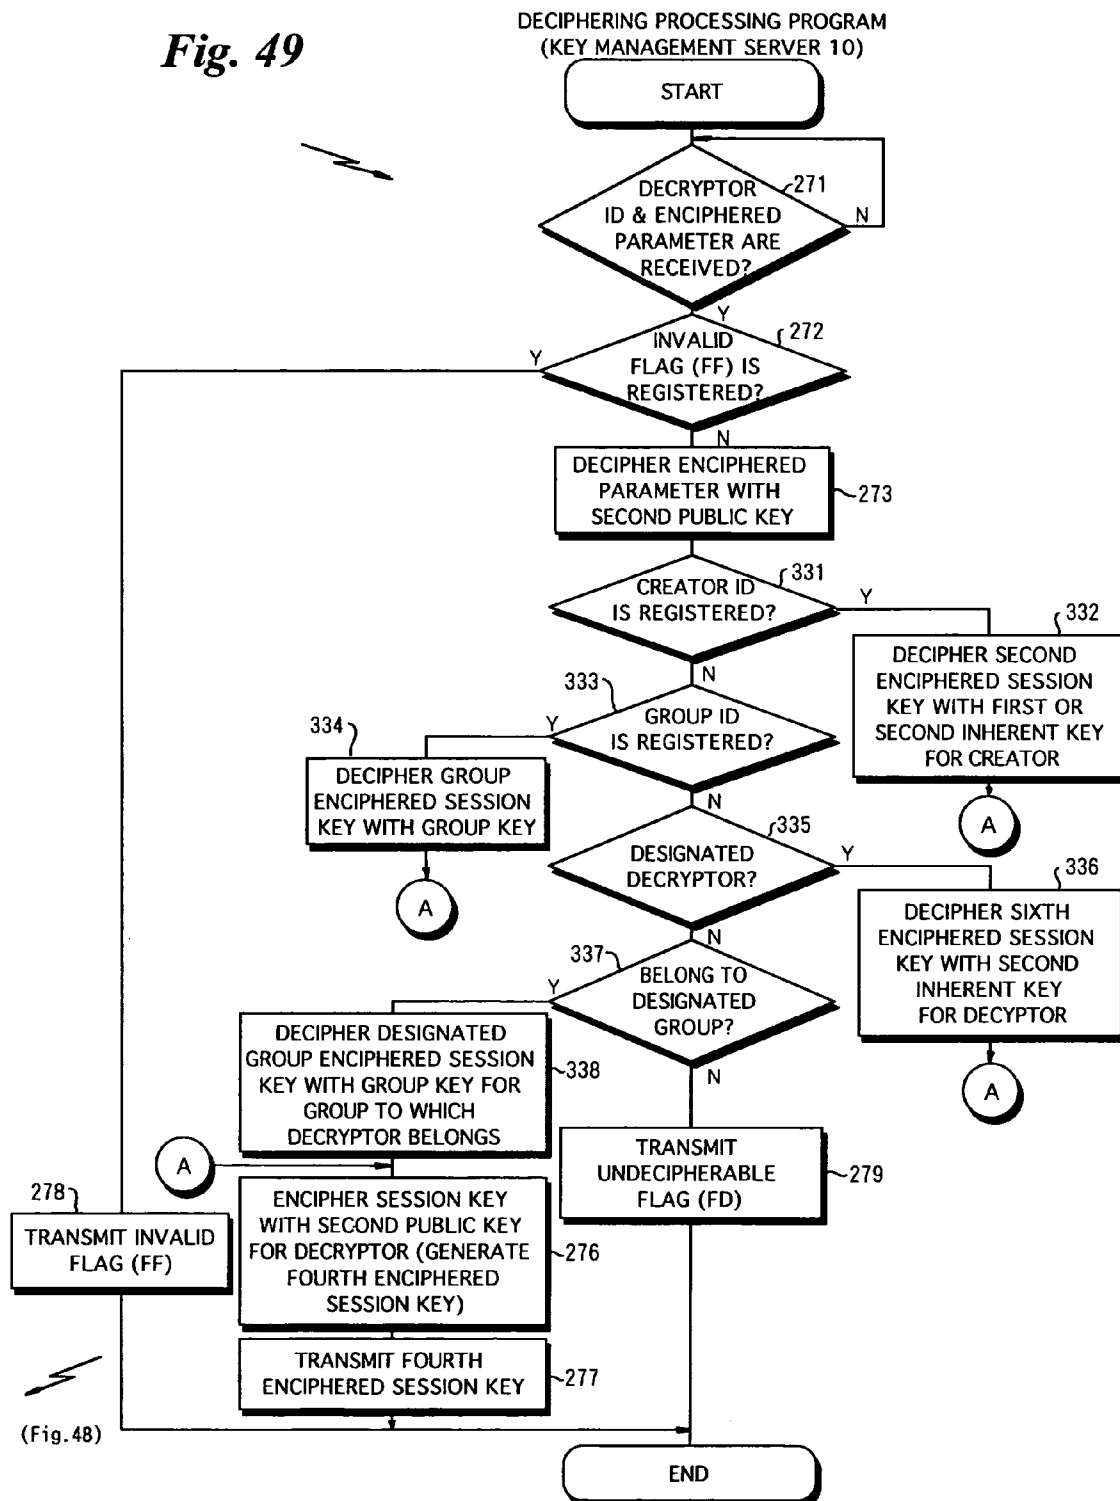 Fig. 49
DECIPHERING PROCESSING PROGRAM
(KEY MANAGEMENT SERVER 10)
START
271
DECRYPTOR
ID & ENCIPHERED
PARAMETER ARE
RECEIVED?
N
Y
272
INVALID
FLAG (FF) IS
REGISTERED?
Y
N
DECIPHER ENCIPHERED
PARAMETER WITH
SECOND PUBLIC KEY
273
331
CREATOR ID
IS REGISTERED?
Y
N
332
DECIPHER SECOND
ENCIPHERED SESSION
KEY WITH FIRST OR
SECOND INHERENT KEY
FOR CREATOR
A
333
GROUP ID
IS REGISTERED?
Y
N
334
DECIPHER GROUP
ENCIPHERED SESSION
KEY WITH GROUP KEY
A
335
DESIGNATED
DECRYPTOR?
Y
N
336
DECIPHER SIXTH
ENCIPHERED SESSION
KEY WITH SECOND
INHERENT KEY
FOR DECYPTOR
A
337
BELONG TO
DESIGNATED
GROUP?
Y
N
DECIPHER DESIGNATED
GROUP ENCIPHERED SESSION
KEY WITH GROUP KEY FOR
GROUP TO WHICH
DECRYPTOR BELONGS
338
A
TRANSMIT
UNDECIPHERABLE
FLAG (FD)
279
278
TRANSMIT INVALID
FLAG (FF)
ENCIPHER SESSION KEY
WITH SECOND PUBLIC KEY
FOR DECRYPTOR (GENERATE
FOURTH ENCIPHERED
SESSION KEY)
276
TRANSMIT FOURTH
ENCIPHERED SESSION KEY
277
(Fig.48)
END